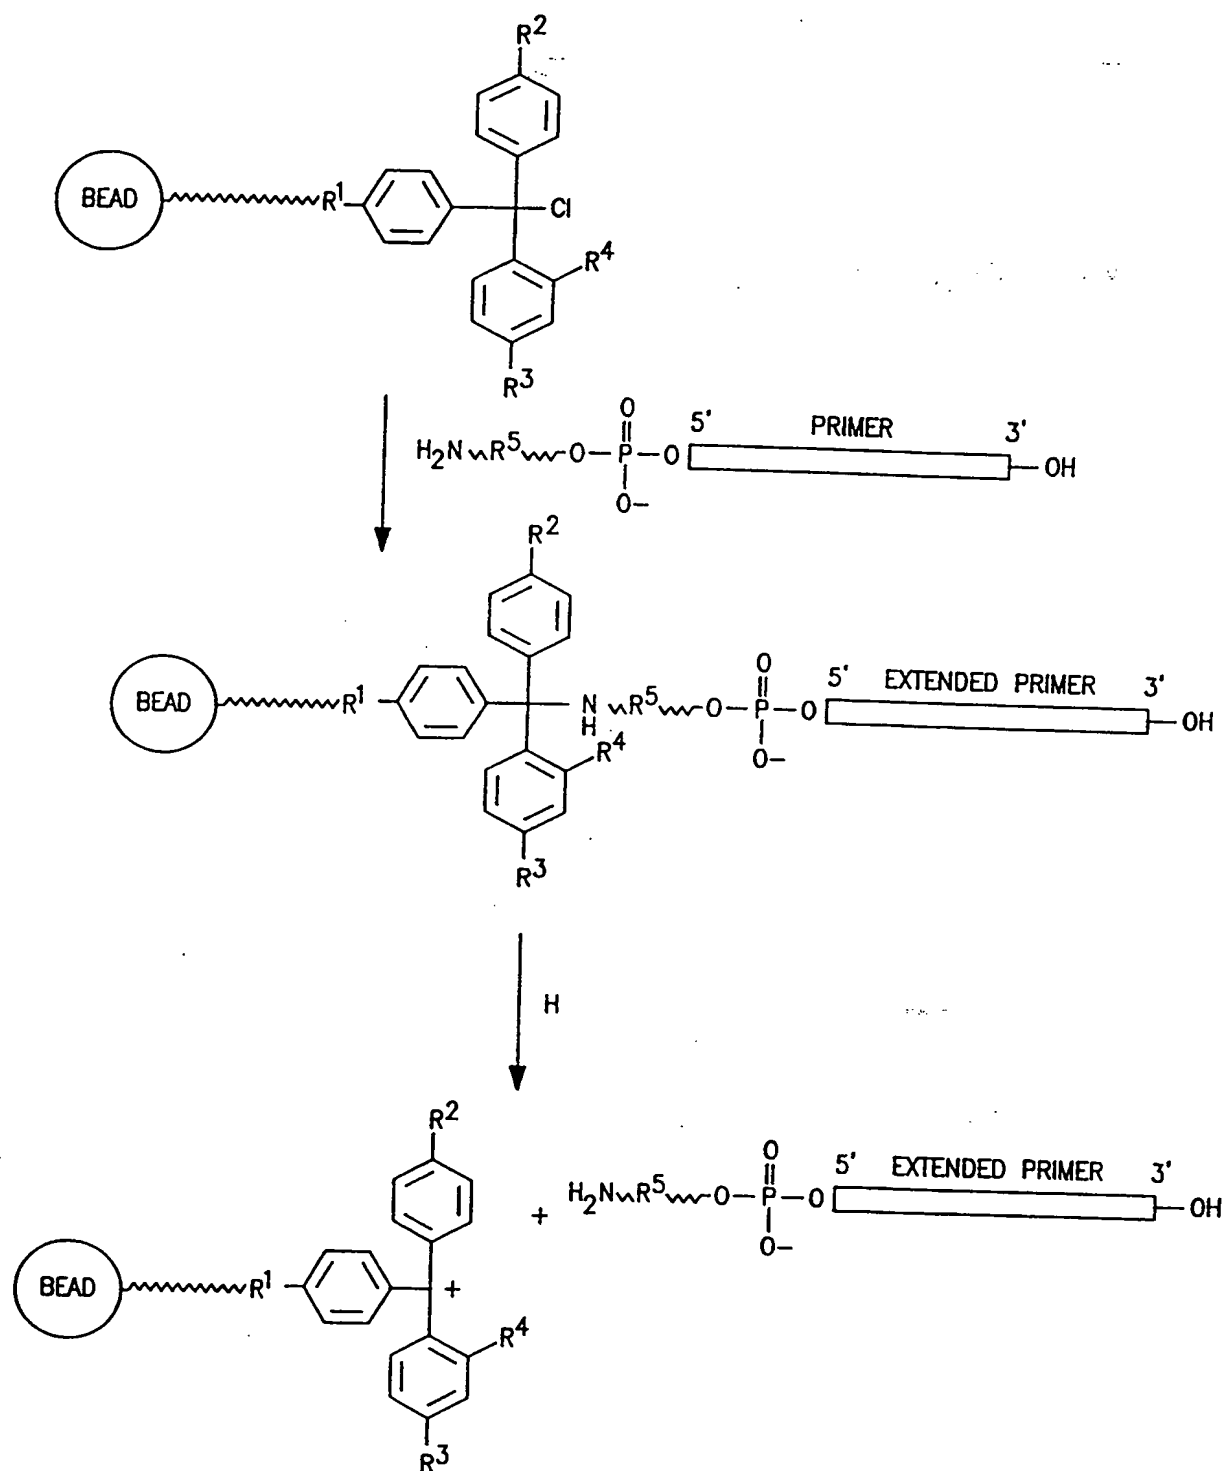 R²
BEAD R¹ Cl
R⁴
R³
O
5' PRIMER 3'
H₂N R⁵ O P O OH
O–
R²
O
5' EXTENDED PRIMER 3'
BEAD R¹ N R⁵ O P O OH
H
R⁴ O–
R³
H
R²
O
5' EXTENDED PRIMER 3'
+ H₂N R⁵ O P O OH
O–
BEAD R¹ +
R⁴
R³